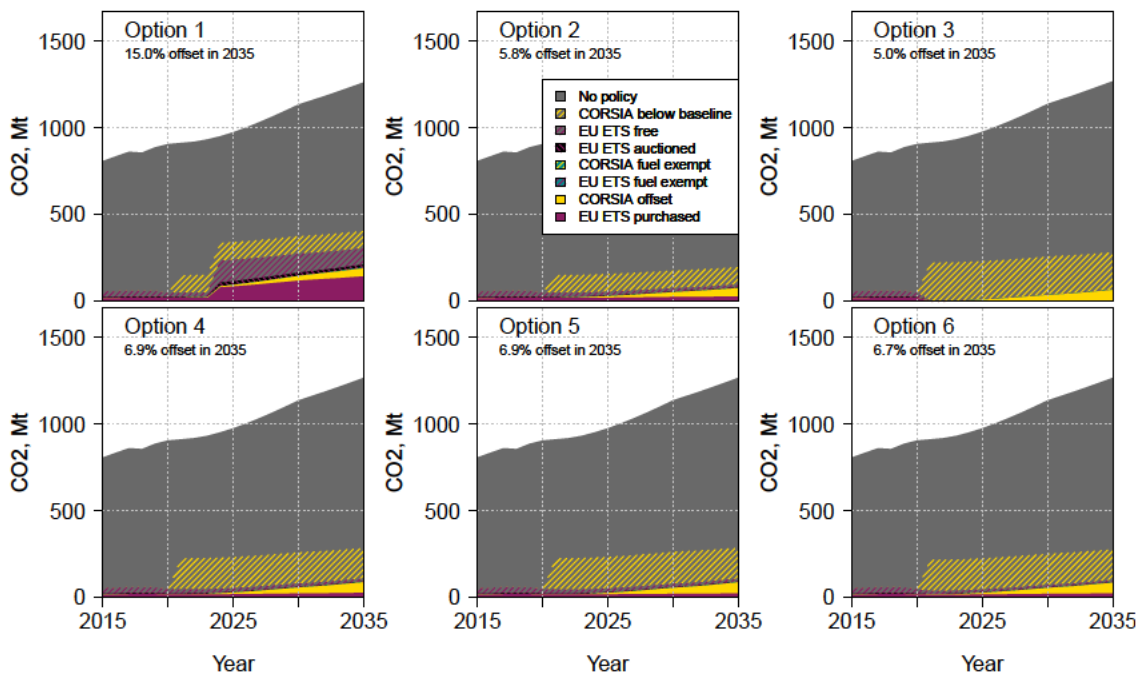 Option 1
15.0% offset in 2035
Option 2
5.8% offset in 2035
Option 3
5.0% offset in 2035
1500
1000
500
0
CO2, Mt
1500
1000
500
0
CO2, Mt
1500
1000
500
0
CO2, Mt
No policy
CORSIA below baseline
EU ETS free
EU ETS auctioned
CORSIA fuel exempt
EU ETS fuel exempt
CORSIA offset
EU ETS purchased
Option 4
6.9% offset in 2035
Option 5
6.9% offset in 2035
Option 6
6.7% offset in 2035
1500
1000
500
0
CO2, Mt
1500
1000
500
0
CO2, Mt
1500
1000
500
0
CO2, Mt
2015 2025 2035
2015 2025 2035
2015 2025 2035
Year
Year
Year